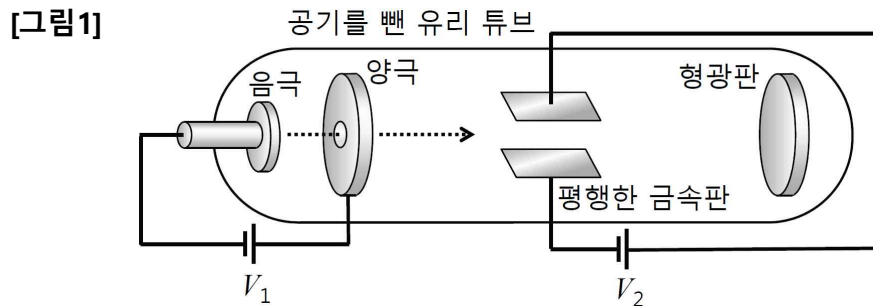 [그림1]
공기를 뺀 유리 튜브
음극
양극
형광판
평행한 금속판
V1
V2